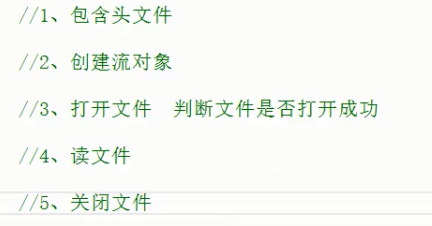 //1、包含头文件
//2、创建流对象
//3、打开文件　判断文件是否打开成功
//4、读文件
//5、关闭文件